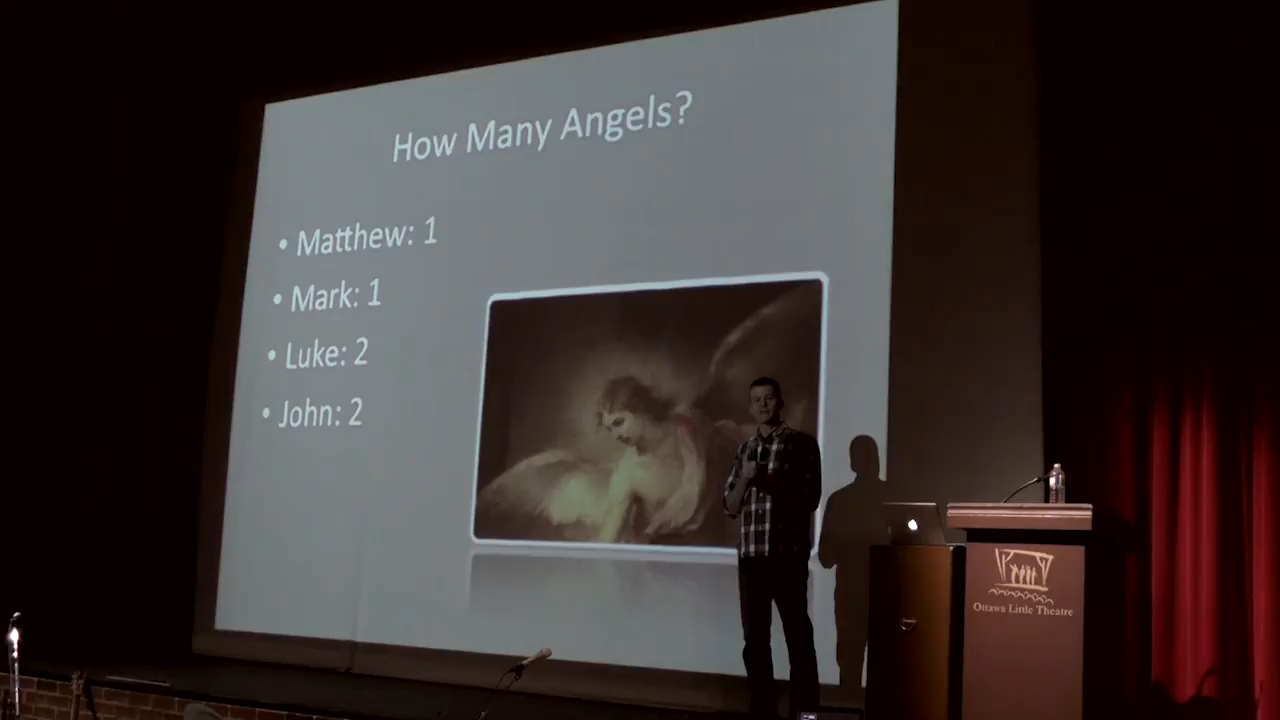 How Many Angels?
• Matthew: 1
• Mark: 1
• Luke: 2
• John: 2
Ottawa Little Theatre